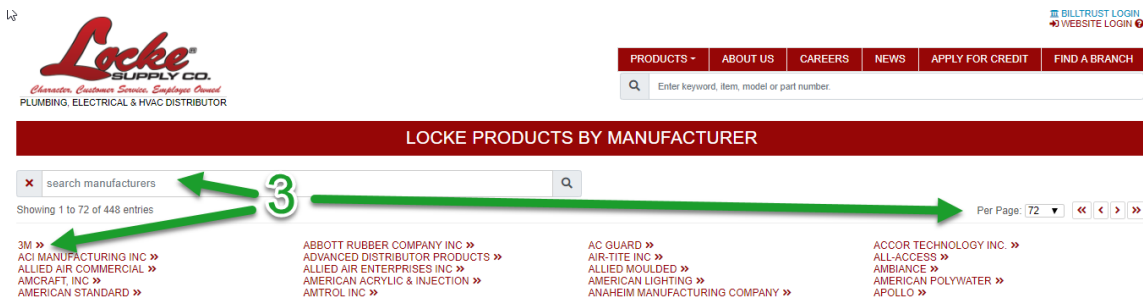 BILLTRUST LOGIN
WEBSITE LOGIN ?
Locke
SUPPLY CO.
Character, Customer Service, Employee Owned
PLUMBING, ELECTRICAL & HVAC DISTRIBUTOR
PRODUCTS ABOUT US CAREERS NEWS APPLY FOR CREDIT FIND A BRANCH
Enter keyword, item, model or part number.
LOCKE PRODUCTS BY MANUFACTURER
× search manufacturers
3
Showing 1 to 72 of 448 entries
Per Page: 72 « < > »
3M » ABBOTT RUBBER COMPANY INC » AC GUARD » ACCOR TECHNOLOGY INC. »
ACI MANUFACTURING INC » ADVANCED DISTRIBUTOR PRODUCTS » AIR-TITE INC » ALL-ACCESS »
ALLIED AIR COMMERCIAL » ALLIED AIR ENTERPRISES INC » ALLIED MOULDED » AMBIANCE »
AMCRAFT, INC » AMERICAN ACRYLIC & INJECTION » AMERICAN LIGHTING » AMERICAN POLYWATER »
AMERICAN STANDARD » AMTROL INC » ANAHEIM MANUFACTURING COMPANY » APOLLO »